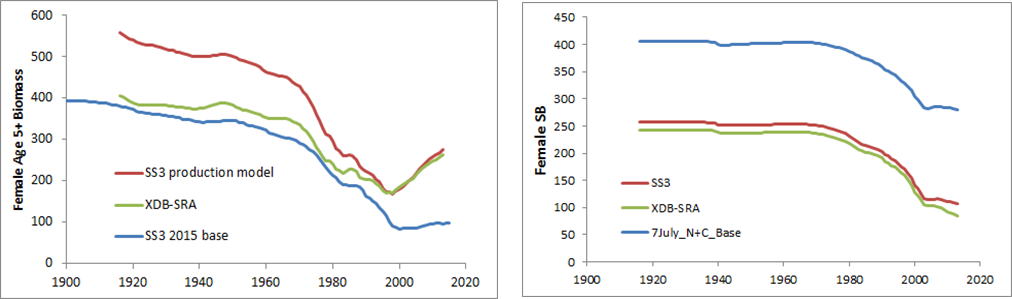 600
500
400
300
200
100
0
Female Age 5+ Biomass
SS3 production model
XDB-SRA
SS3 2015 base
1900 1920 1940 1960 1980 2000 2020
450
400
350
300
250
200
150
100
50
0
Female SB
SS3
XDB-SRA
7July_N+C_Base
1900 1920 1940 1960 1980 2000 2020